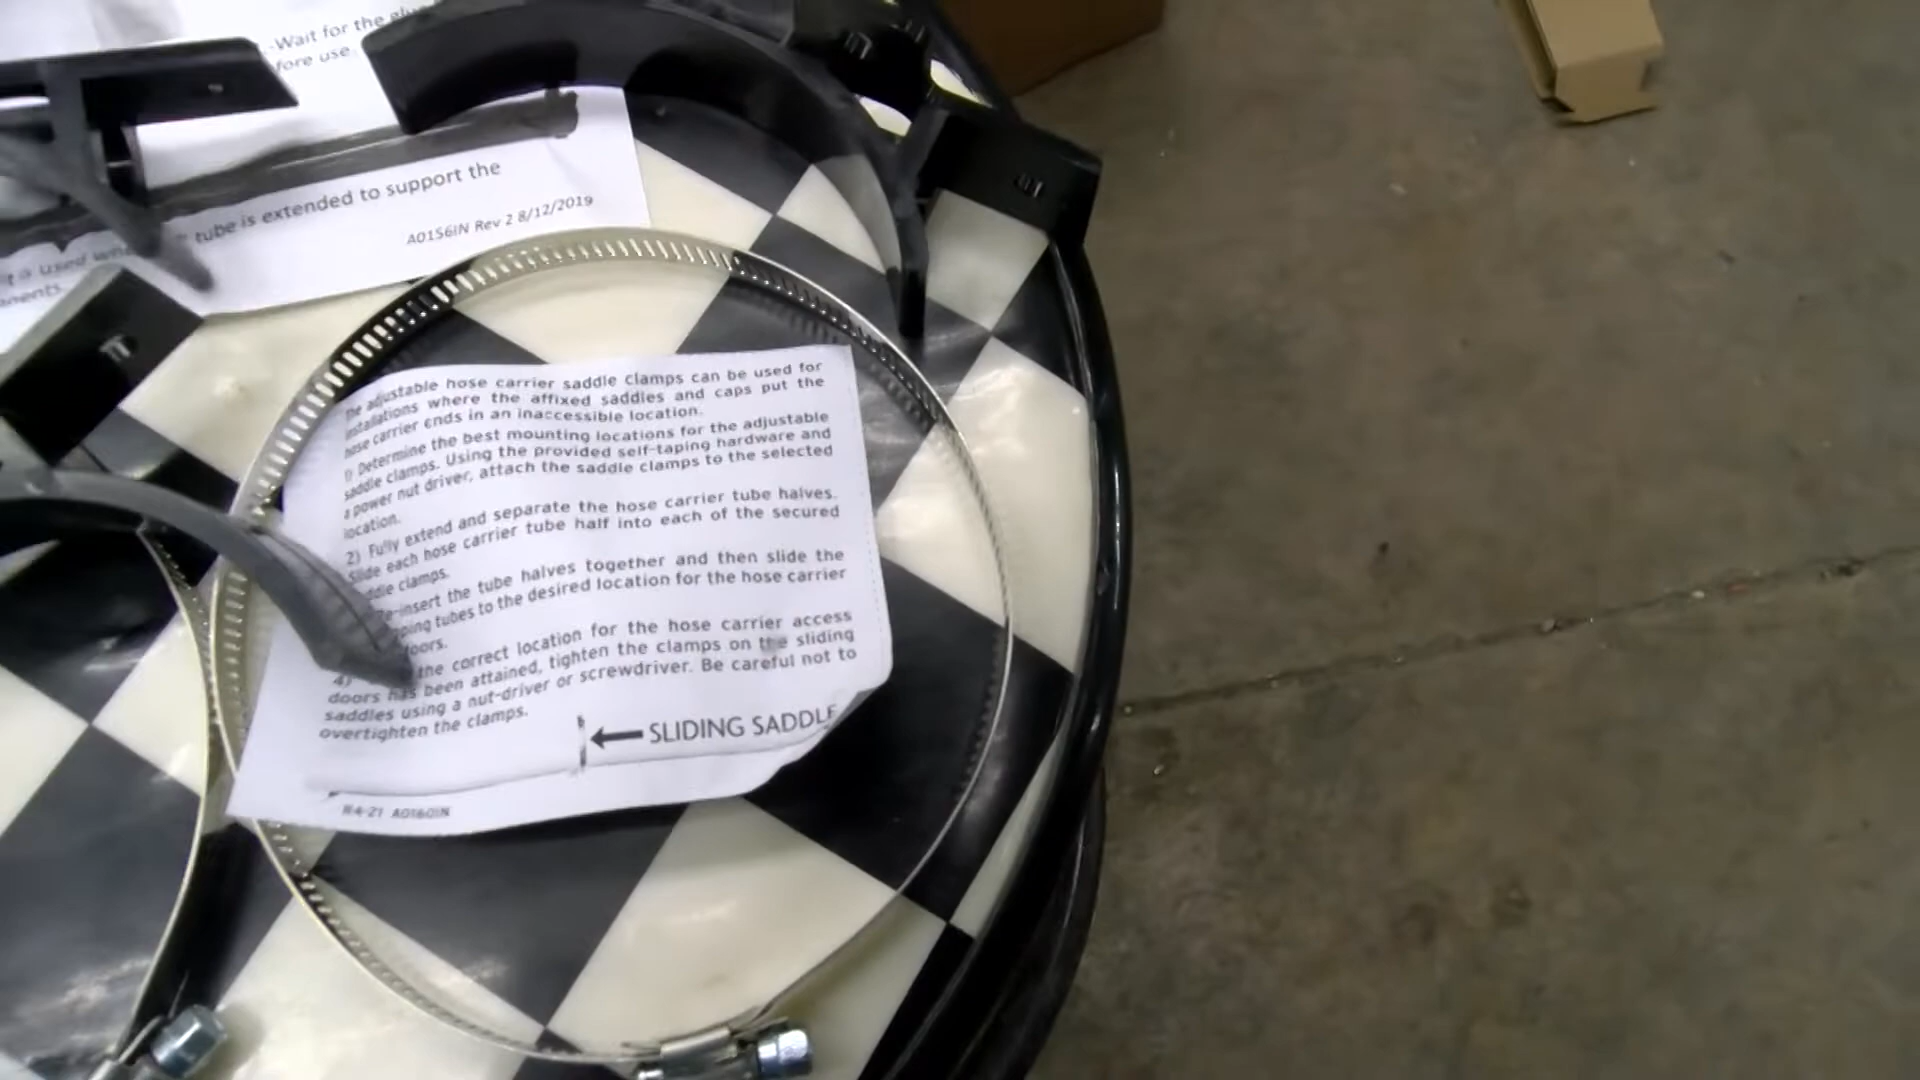 -Wait for the glue
fore use.
tube is extended to support the
A0156IN Rev 2 8/12/2019
t is used
nents.
The adjustable hose carrier saddle clamps can be used for
installations where the affixed saddles and caps put the
hose carrier ends in an inaccessible location.
1) Determine the best mounting locations for the adjustable
saddle clamps. Using the provided self-taping hardware and
a power nut driver, attach the saddle clamps to the selected
location.
2) Fully extend and separate the hose carrier tube halves.
Slide each hose carrier tube half into each of the secured
ddle clamps.
Re-insert the tube halves together and then slide the
ping tubes to the desired location for the hose carrier
doors.
4) the correct location for the hose carrier access
doors has been attained, tighten the clamps on the sliding
saddles using a nut-driver or screwdriver. Be careful not to
overtighten the clamps.
← SLIDING SADDLE
R4-21 A0160IN